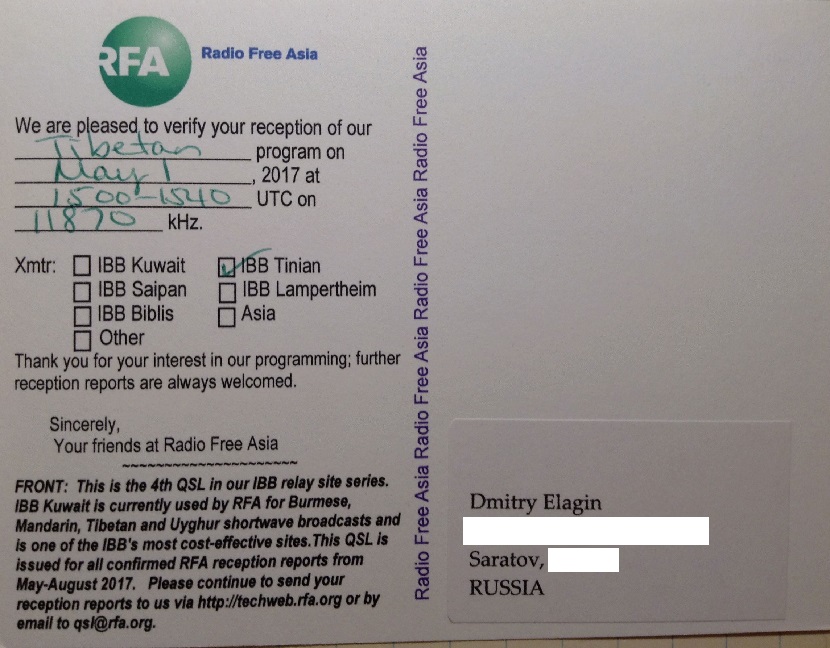 RFA Radio Free Asia
We are pleased to verify your reception of our
Tibetan program on
May 1, 2017 at
1500-1540 UTC on
11870 kHz.
Xmtr: IBB Kuwait IBB Tinian
IBB Saipan IBB Lampertheim
IBB Biblis Asia
Other
Thank you for your interest in our programming; further
reception reports are always welcomed.
Sincerely,
Your friends at Radio Free Asia
~~~~~~~~~~~~~~~~~~~~
FRONT: This is the 4th QSL in our IBB relay site series.
IBB Kuwait is currently used by RFA for Burmese,
Mandarin, Tibetan and Uyghur shortwave broadcasts and
is one of the IBB's most cost-effective sites.This QSL is
issued for all confirmed RFA reception reports from
May-August 2017. Please continue to send your
reception reports to us via http://techweb.rfa.org or by
email to qsl@rfa.org.
Radio Free Asia Radio Free Asia Radio Free Asia Radio Free Asia Radio Free Asia
Dmitry Elagin
Saratov,
RUSSIA